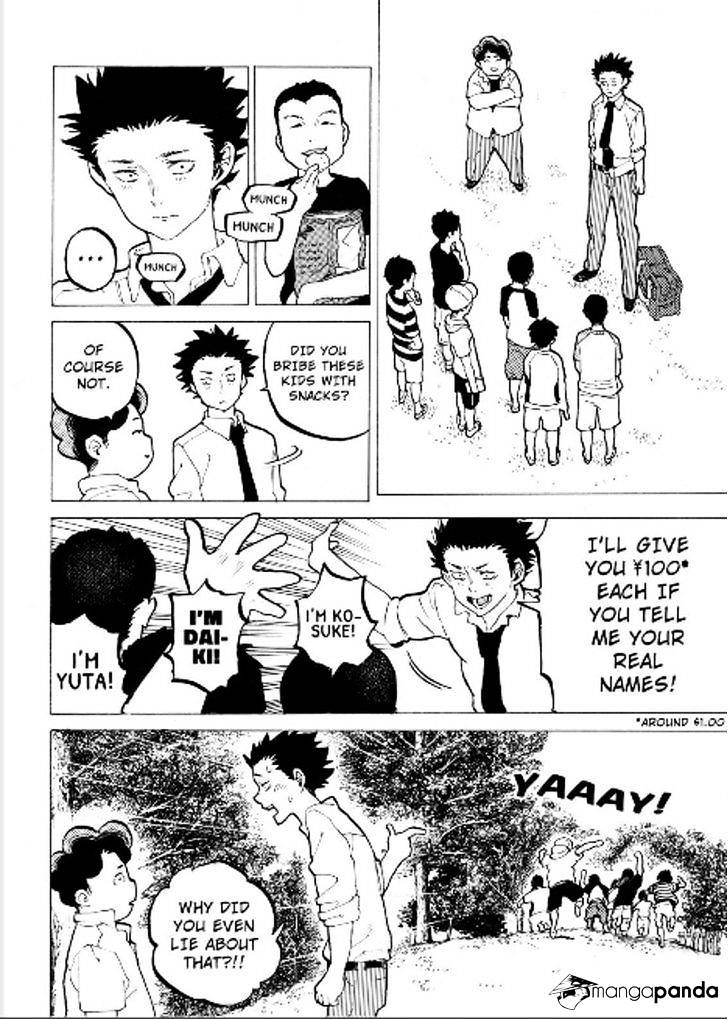 MUNCH
MUNCH
MUNCH
...
DID YOU
BRIBE THESE
KIDS WITH
SNACKS?
OF
COURSE
NOT.
I'LL GIVE
YOU ¥100*
EACH IF
YOU TELL
ME YOUR
REAL
NAMES!
*AROUND $1.00
I'M KO-
SUKE!
I'M
DAI-
KI!
I'M
YUTA!
YAAAY!
WHY DID
YOU EVEN
LIE ABOUT
THAT?!!
mangapanda